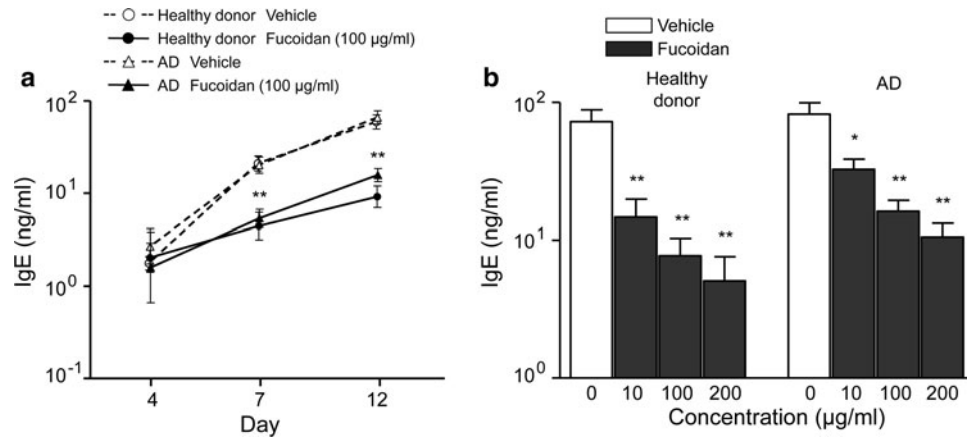 Healthy donor Vehicle
Healthy donor Fucoidan (100 µg/ml)
AD Vehicle
AD Fucoidan (100 µg/ml)
a
IgE (ng/ml)
10²
10¹
10⁰
10⁻¹
**
**
4 7 12
Day
b
Vehicle
Fucoidan
Healthy
donor
AD
IgE (ng/ml)
10²
10¹
10⁰
** ** **
* ** **
0 10 100 200 0 10 100 200
Concentration (µg/ml)